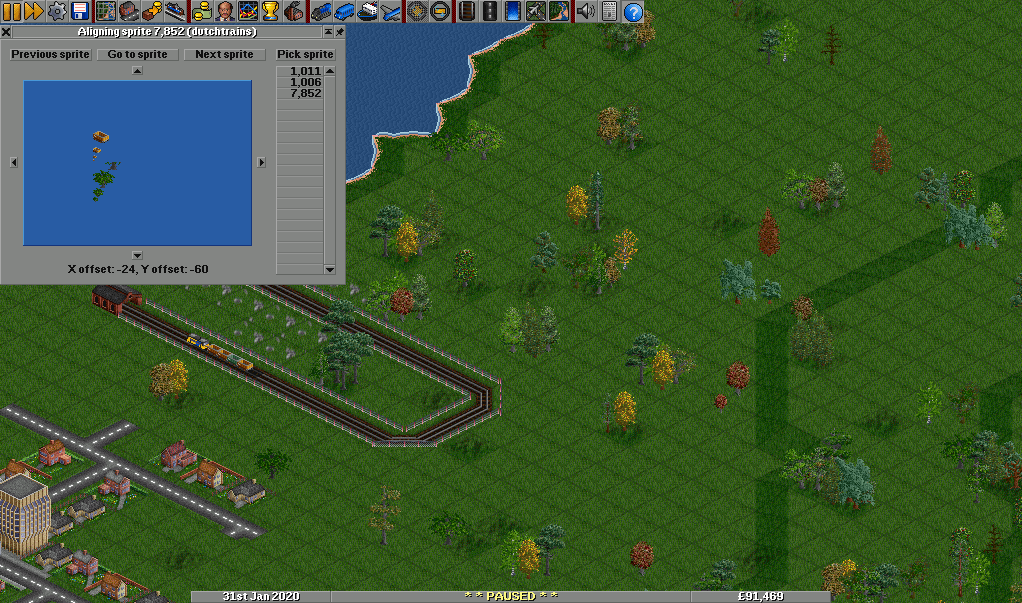 Aligning sprite 7,852 (dutchtrains)
Previous sprite Go to sprite Next sprite Pick sprite
1,011
1,006
7,852
X offset: -24, Y offset: -60
31st Jan 2020 * * PAUSED * * £91,469